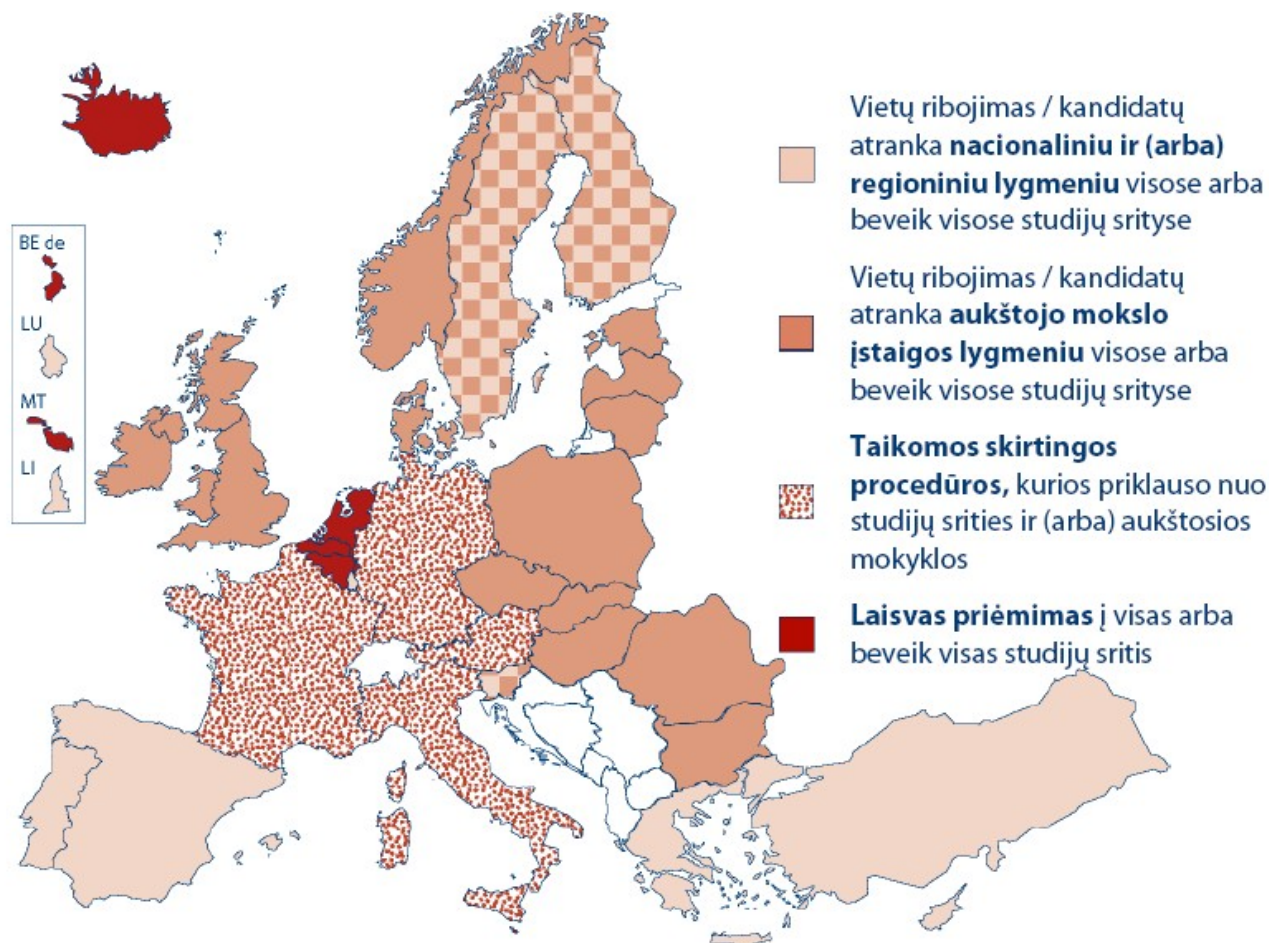 BE de
LU
MT
LI
Vietų ribojimas / kandidatų
atranka nacionaliniu ir (arba)
regioniniu lygmeniu visose arba
beveik visose studijų srityse
Vietų ribojimas / kandidatų
atranka aukštojo mokslo
įstaigos lygmeniu visose arba
beveik visose studijų srityse
Taikomos skirtingos
procedūros, kurios priklauso nuo
studijų srities ir (arba) aukštosios
mokyklos
Laisvas priėmimas į visas arba
beveik visas studijų sritis